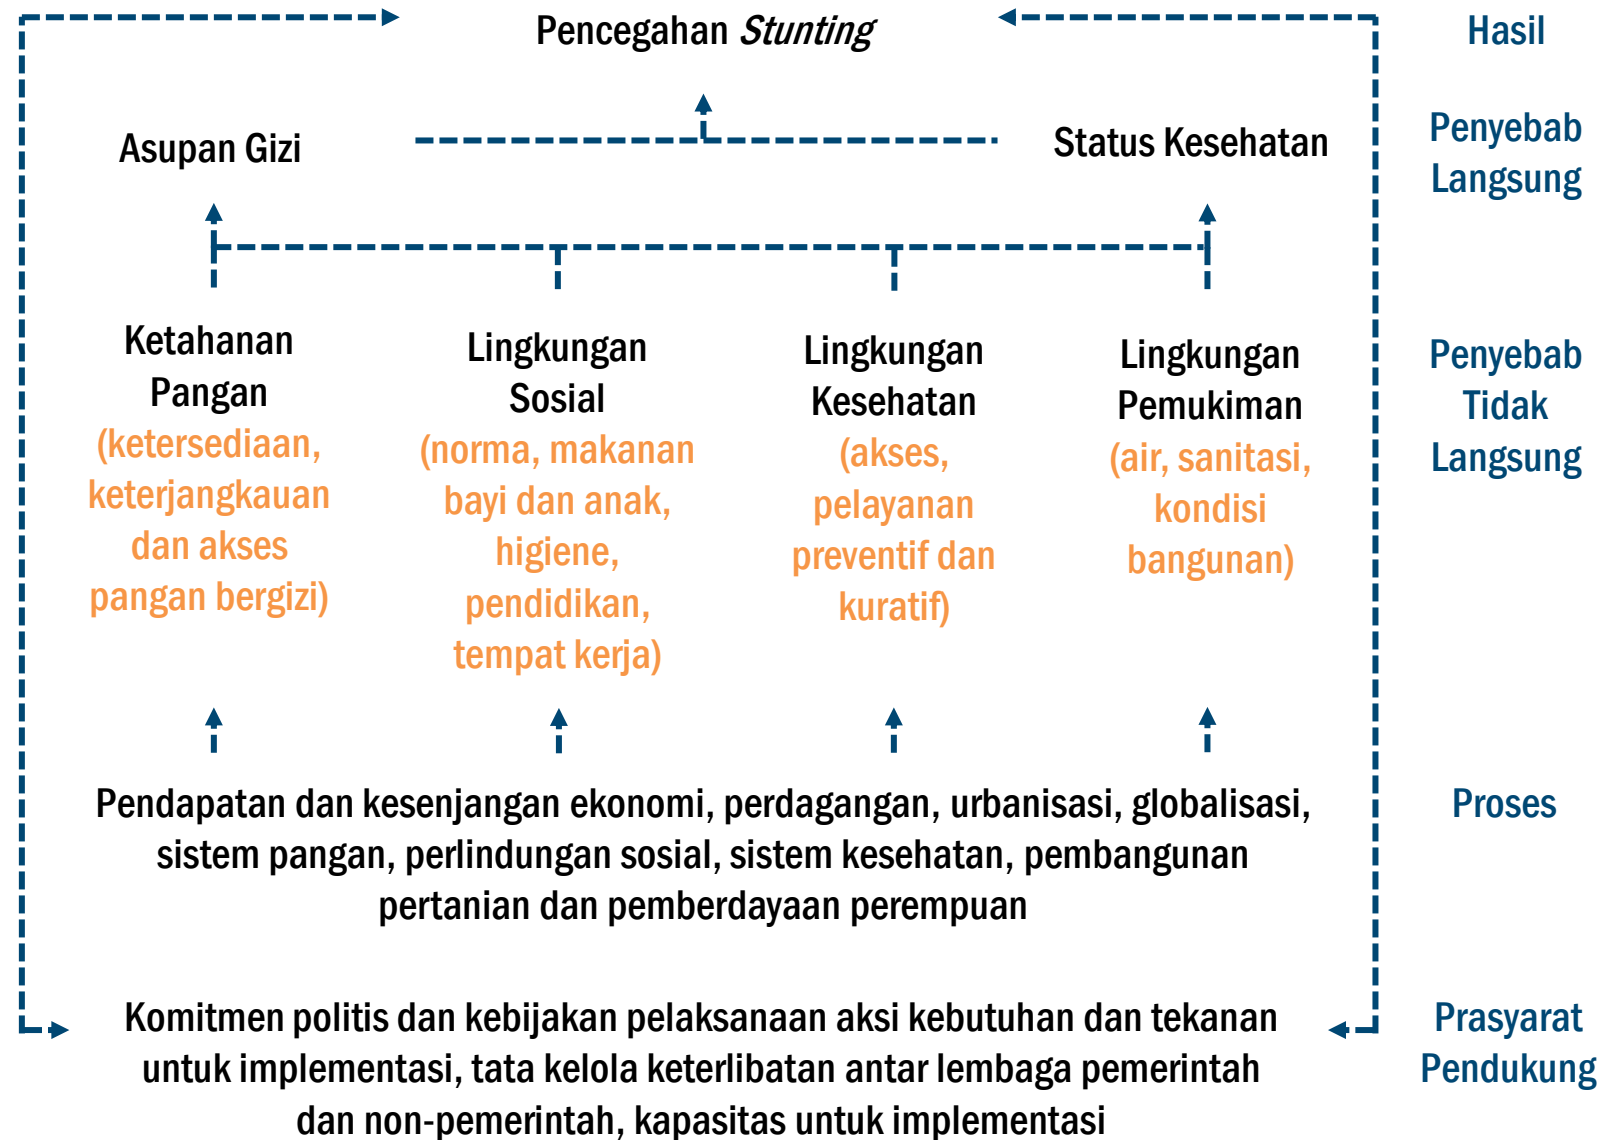 Pencegahan Stunting
Hasil
Asupan Gizi
Status Kesehatan
Penyebab
Langsung
Ketahanan
Pangan
(ketersediaan,
keterjangkauan
dan akses
pangan bergizi)
Lingkungan
Sosial
(norma, makanan
bayi dan anak,
higiene,
pendidikan,
tempat kerja)
Lingkungan
Kesehatan
(akses,
pelayanan
preventif dan
kuratif)
Lingkungan
Pemukiman
(air, sanitasi,
kondisi
bangunan)
Penyebab
Tidak
Langsung
Pendapatan dan kesenjangan ekonomi, perdagangan, urbanisasi, globalisasi,
sistem pangan, perlindungan sosial, sistem kesehatan, pembangunan
pertanian dan pemberdayaan perempuan
Proses
Komitmen politis dan kebijakan pelaksanaan aksi kebutuhan dan tekanan
untuk implementasi, tata kelola keterlibatan antar lembaga pemerintah
dan non-pemerintah, kapasitas untuk implementasi
Prasyarat
Pendukung